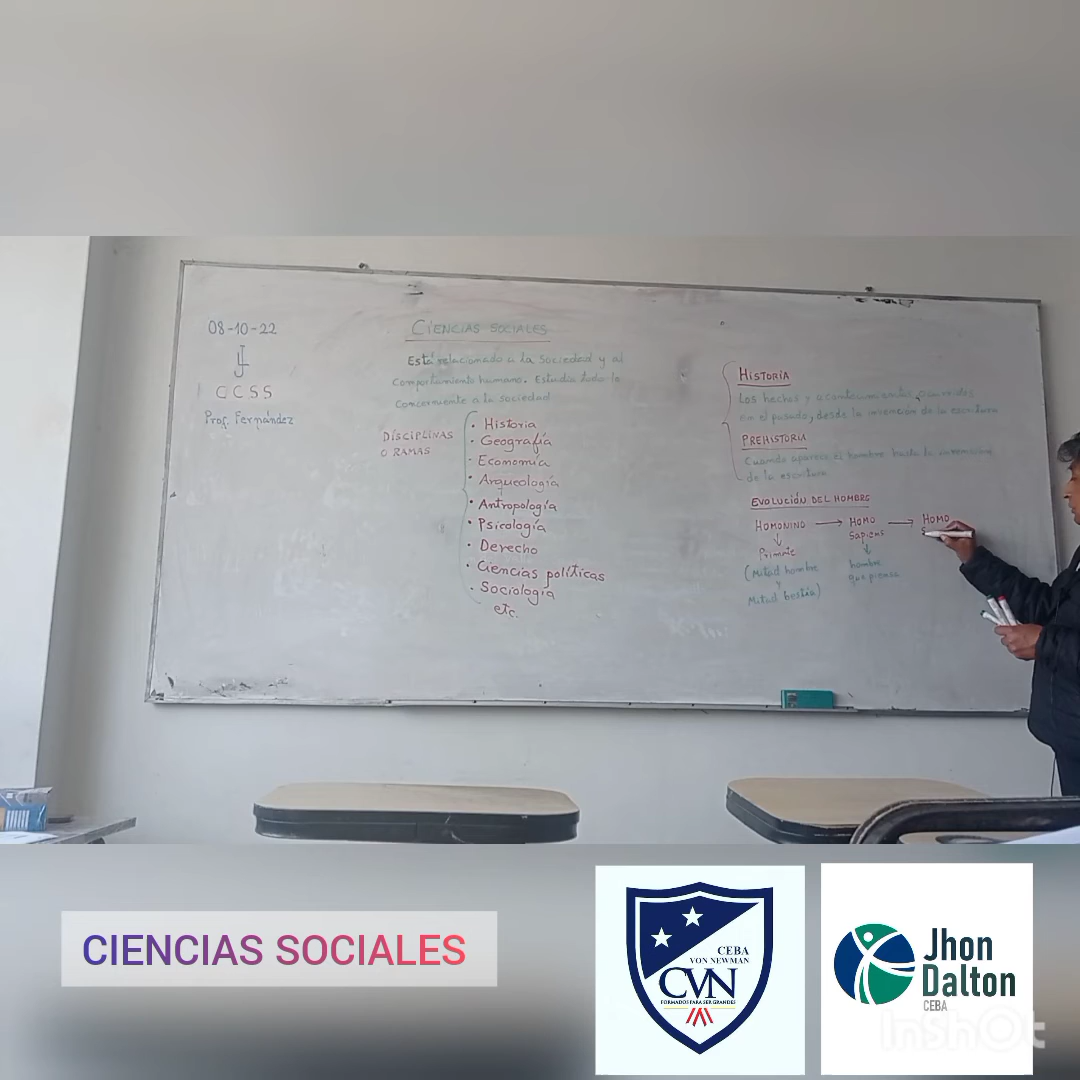 08-10-22
CCSS
Prof. Fernández
CIENCIAS SOCIALES
Está relacionado a la sociedad y al
comportamiento humano. Estudia todo lo
concerniente a la sociedad
DISCIPLINAS
O RAMAS
• Historia
• Geografía
• Economía
• Arqueología
• Antropología
• Psicología
• Derecho
• Ciencias políticas
• Sociología
etc.
HISTORIA
Los hechos y acontecimientos ocurridos
en el pasado, desde la invención de la escritura
PREHISTORIA
Cuando aparece el hombre hasta la invención
de la escritura
EVOLUCIÓN DEL HOMBRE
HOMONINO → HOMO Sapiens → HOMO S
Primate
(Mitad hombre
y
Mitad bestia)
hombre
que piensa
CIENCIAS SOCIALES
CEBA
VON NEWMAN
CVN
FORMADOS PARA SER GRANDES
Jhon
Dalton
CEBA
InShOt